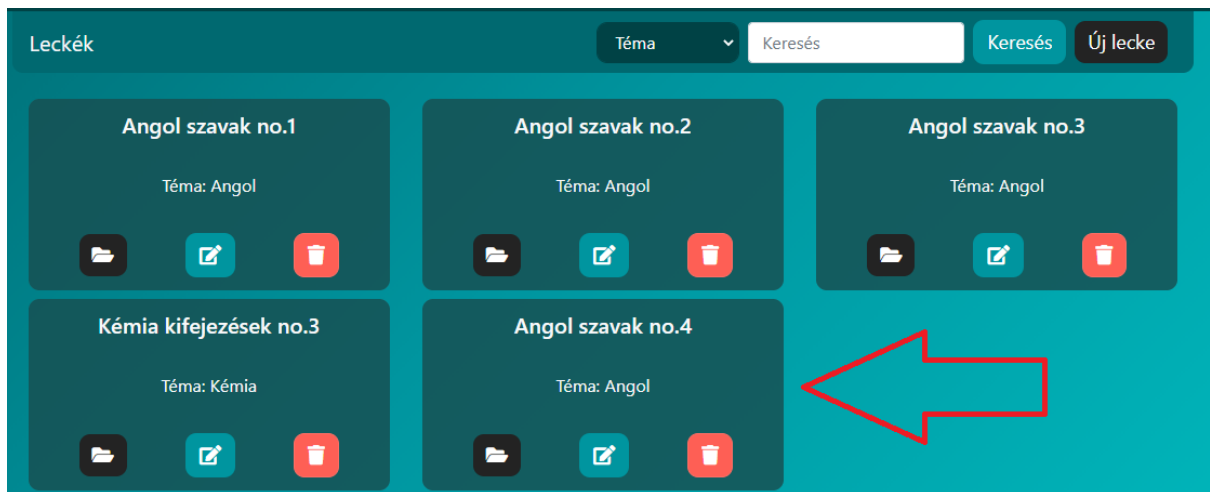 Leckék
Téma
Keresés
Keresés
Új lecke
Angol szavak no.1
Téma: Angol
Angol szavak no.2
Téma: Angol
Angol szavak no.3
Téma: Angol
Kémia kifejezések no.3
Téma: Kémia
Angol szavak no.4
Téma: Angol